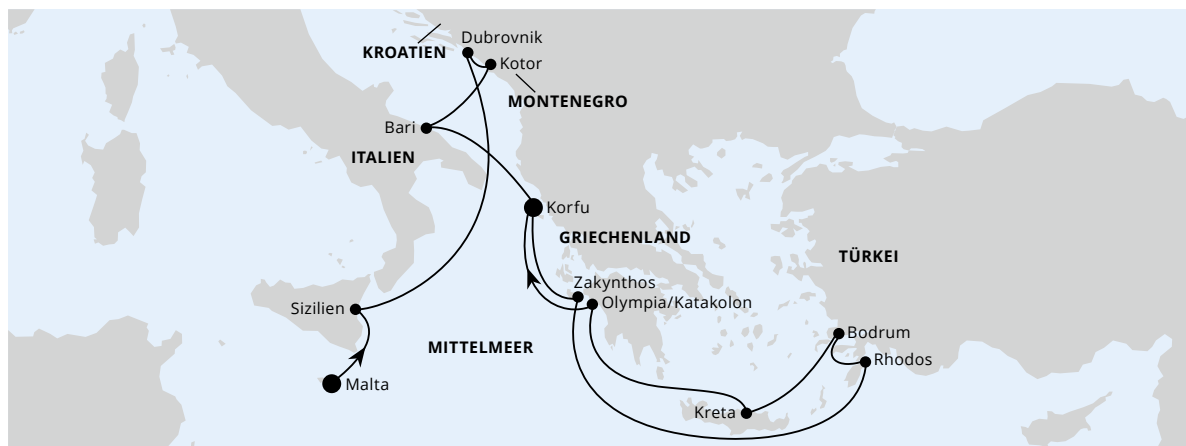 Dubrovnik
KROATIEN
Kotor
MONTENEGRO
Bari
ITALIEN
Korfu
GRIECHENLAND
TÜRKEI
Zakynthos
Olympia/Katakolon
Sizilien
Bodrum
MITTELMEER
Rhodos
Malta
Kreta